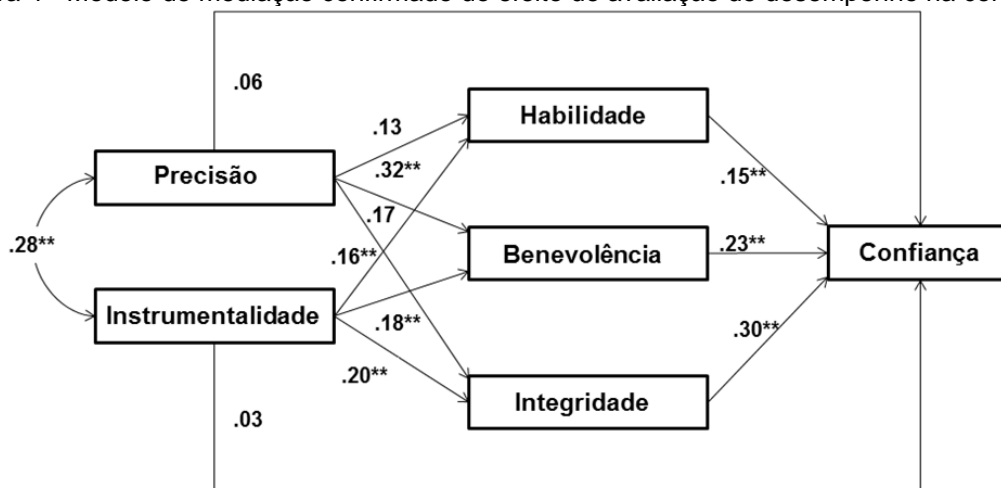 .06
Habilidade
.13
.32**
Precisão
.15**
.17
.28**
.16**
Benevolência
.23**
Confiança
Instrumentalidade
.18**
.30**
.20**
Integridade
.03